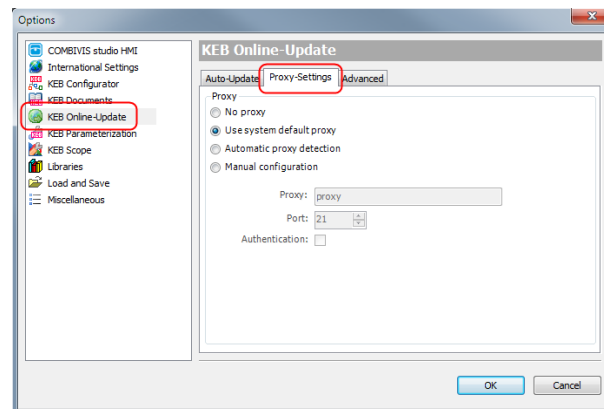 Options
COMBIVIS studio HMI
International Settings
KEB Configurator
KEB Documents
KEB Online-Update
KEB Parameterization
KEB Scope
Libraries
Load and Save
Miscellaneous
KEB Online-Update
Auto-Update Proxy-Settings Advanced
Proxy
No proxy
Use system default proxy
Automatic proxy detection
Manual configuration
Proxy: proxy
Port: 21
Authentication:
OK Cancel